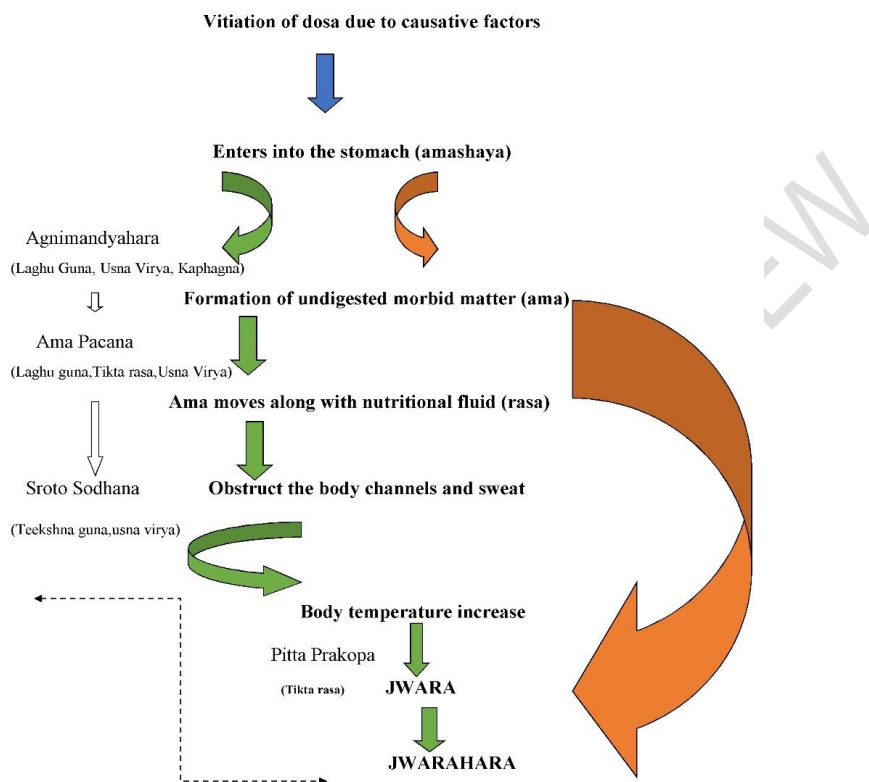 Vitiation of dosa due to causative factors
Enters into the stomach (amashaya)
Agnimandyahara
(Laghu Guna, Usna Virya, Kaphagna)
Formation of undigested morbid matter (ama)
Ama Pacana
(Laghu guna,Tikta rasa,Usna Virya)
Ama moves along with nutritional fluid (rasa)
Sroto Sodhana
Obstruct the body channels and sweat
(Teekshna guna,usna virya)
Body temperature increase
Pitta Prakopa
(Tikta rasa)
JWARA
JWARAHARA